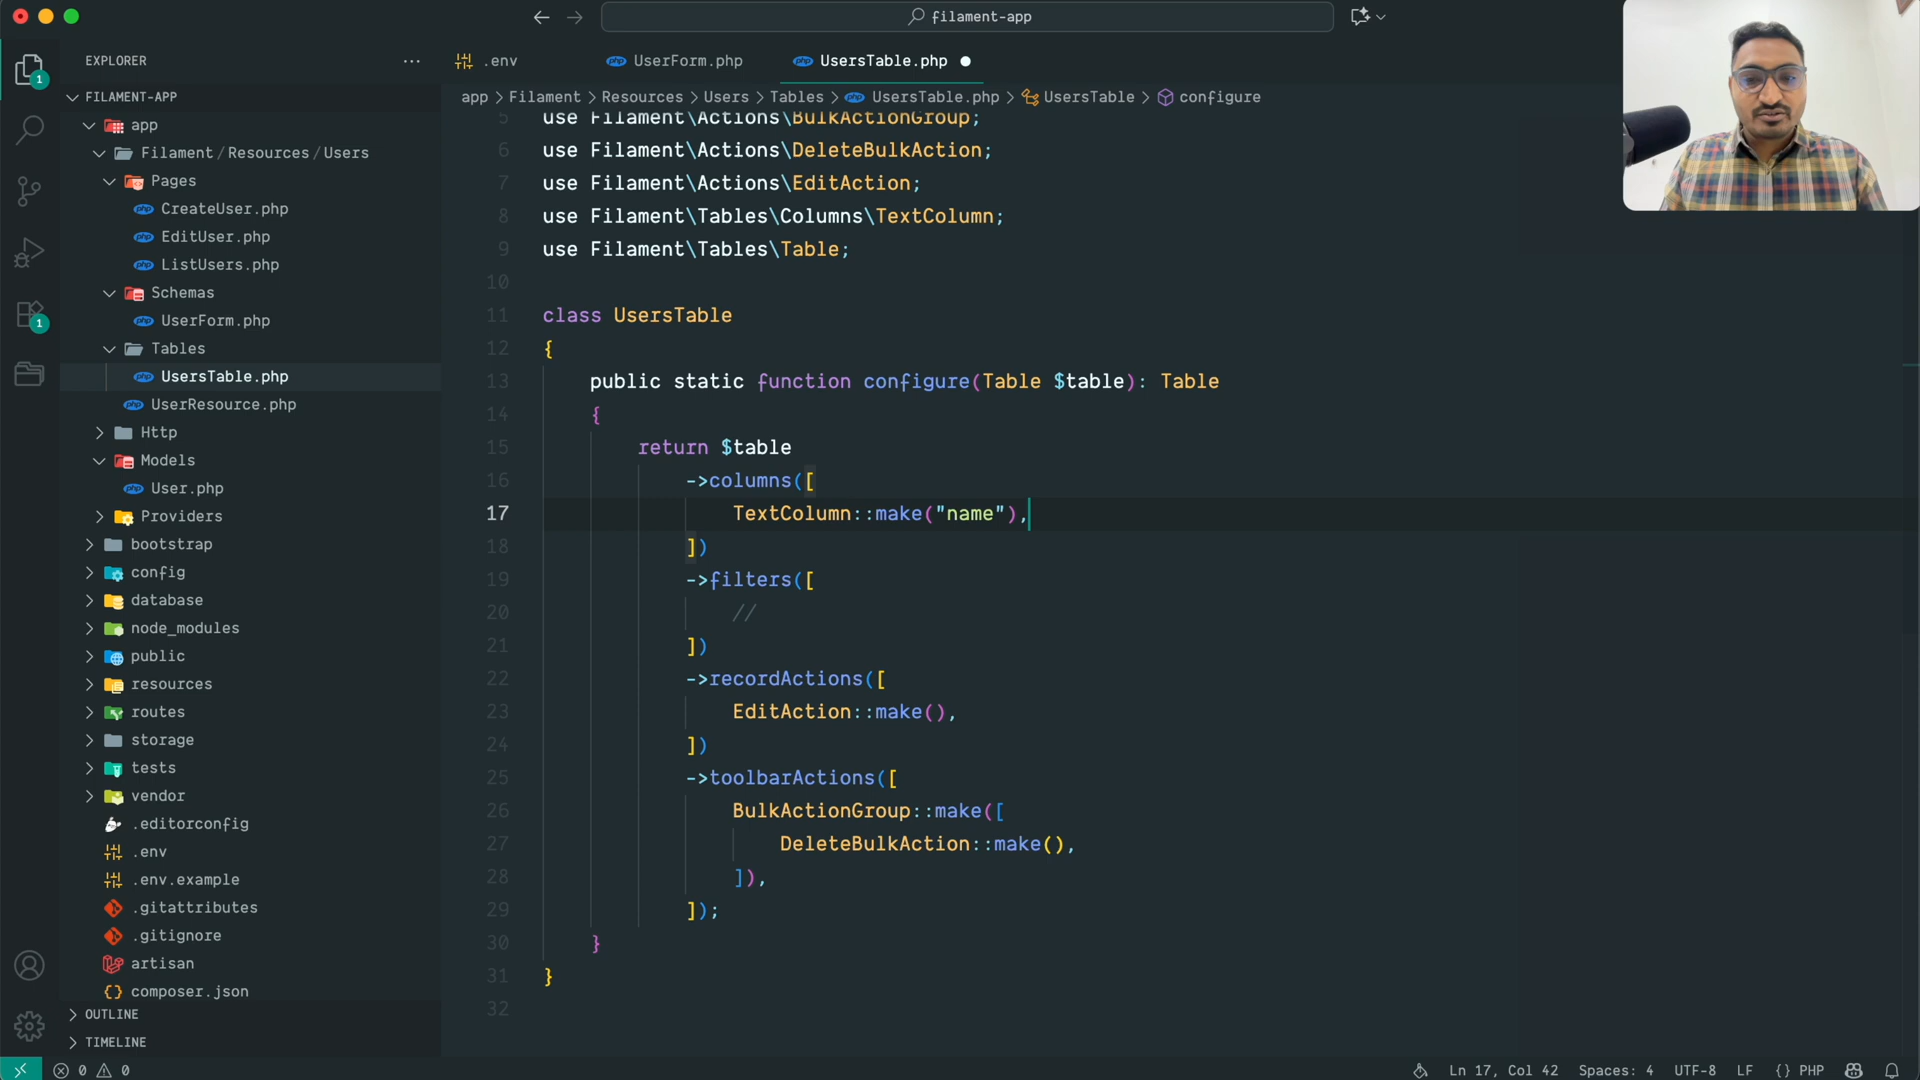 filament-app
EXPLORER
.env
UserForm.php
UsersTable.php
app > Filament > Resources > Users > Tables > UsersTable.php > UsersTable > configure
FILAMENT-APP
app
Filament/Resources/Users
Pages
CreateUser.php
EditUser.php
ListUsers.php
Schemas
UserForm.php
Tables
UsersTable.php
UserResource.php
Http
Models
User.php
Providers
bootstrap
config
database
node_modules
public
resources
routes
storage
tests
vendor
.editorconfig
.env
.env.example
.gitattributes
.gitignore
artisan
composer.json
OUTLINE
TIMELINE
1
1
5 use Filament\Actions\BulkActionGroup;
6 use Filament\Actions\DeleteBulkAction;
7 use Filament\Actions\EditAction;
8 use Filament\Tables\Columns\TextColumn;
9 use Filament\Tables\Table;
10
11 class UsersTable
12 {
13 public static function configure(Table $table): Table
14 {
15 return $table
16 ->columns([
17 TextColumn::make("name"),
18 ])
19 ->filters([
20 //
21 ])
22 ->recordActions([
23 EditAction::make(),
24 ])
25 ->toolbarActions([
26 BulkActionGroup::make([
27 DeleteBulkAction::make(),
28 ]),
29 ]);
30 }
31 }
32
0 0
Ln 17, Col 42 Spaces: 4 UTF-8 LF {} PHP